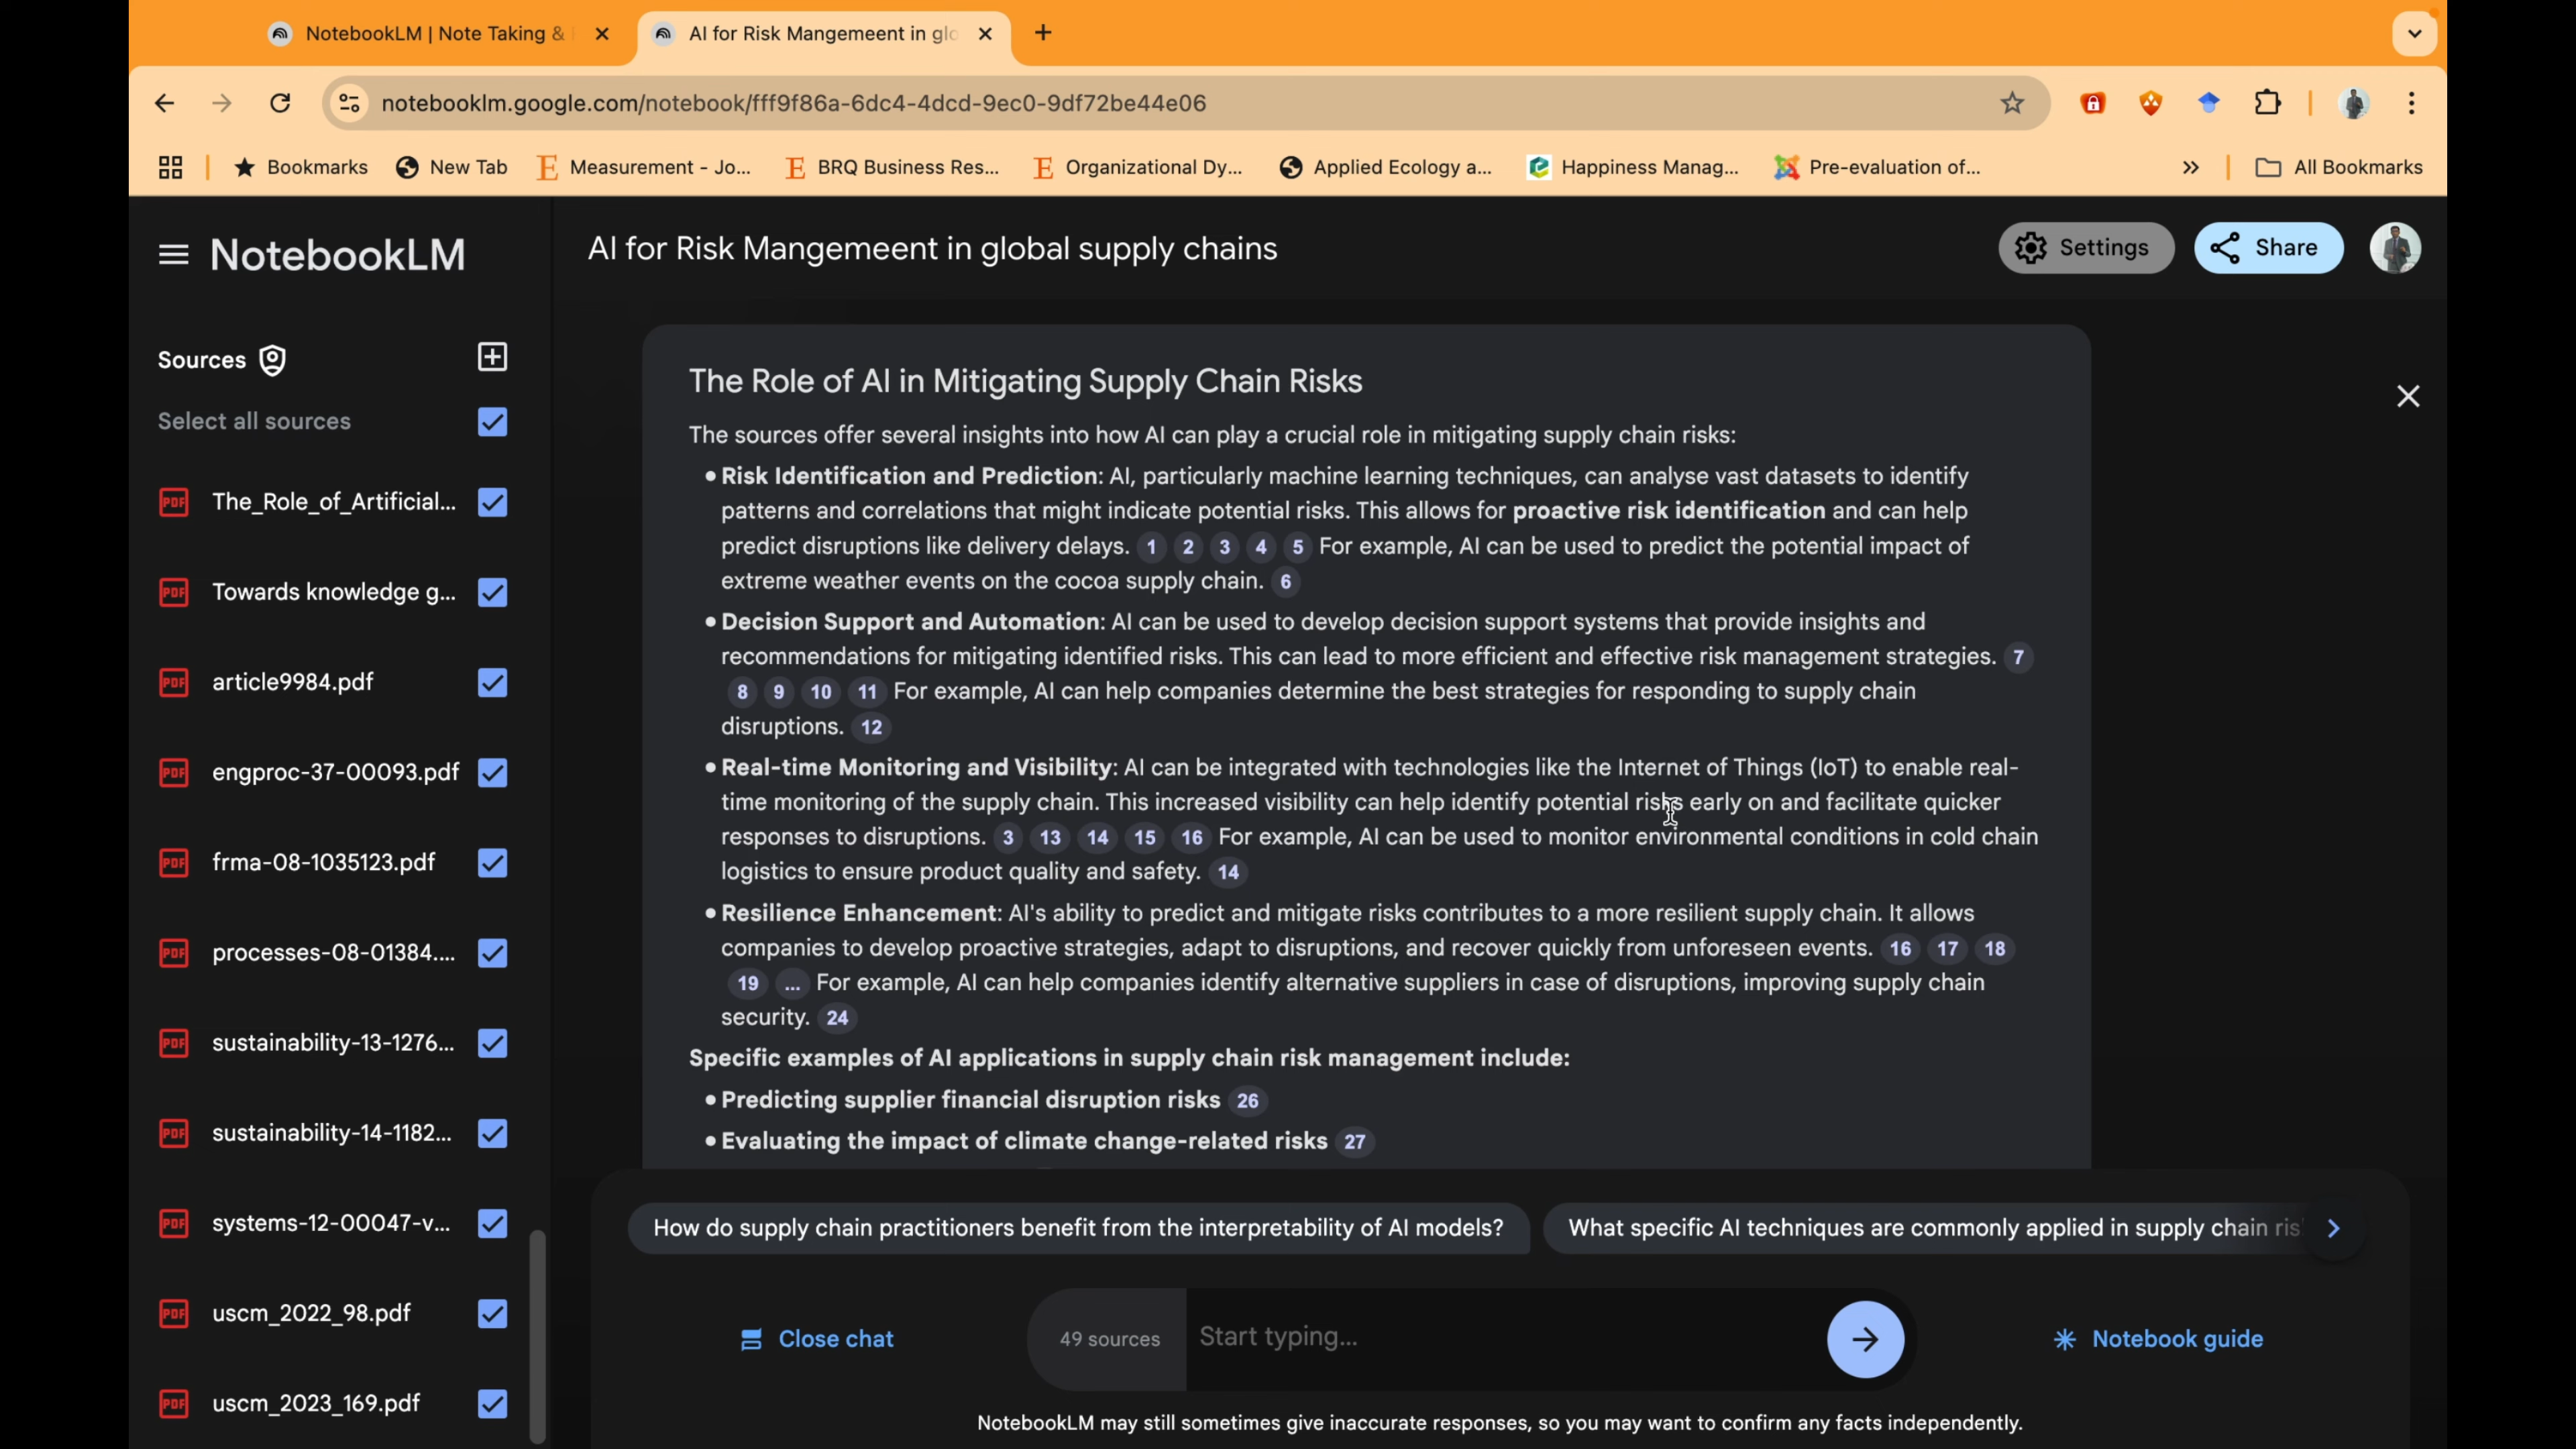 NotebookLM | Note Taking &
AI for Risk Mangemeent in glo
notebooklm.google.com/notebook/fff9f86a-6dc4-4dcd-9ec0-9df72be44e06
Bookmarks
New Tab
Measurement - Jo...
BRQ Business Res...
Organizational Dy...
Applied Ecology a...
Happiness Manag...
Pre-evaluation of...
All Bookmarks
NotebookLM
AI for Risk Mangemeent in global supply chains
Settings
Share
Sources
Select all sources
PDF The_Role_of_Artificial...
PDF Towards knowledge g...
PDF article9984.pdf
PDF engproc-37-00093.pdf
PDF frma-08-1035123.pdf
PDF processes-08-01384....
PDF sustainability-13-1276...
PDF sustainability-14-1182...
PDF systems-12-00047-v...
PDF uscm_2022_98.pdf
PDF uscm_2023_169.pdf
The Role of AI in Mitigating Supply Chain Risks
The sources offer several insights into how AI can play a crucial role in mitigating supply chain risks:
• Risk Identification and Prediction: AI, particularly machine learning techniques, can analyse vast datasets to identify
patterns and correlations that might indicate potential risks. This allows for proactive risk identification and can help
predict disruptions like delivery delays. 1 2 3 4 5 For example, AI can be used to predict the potential impact of
extreme weather events on the cocoa supply chain. 6
• Decision Support and Automation: AI can be used to develop decision support systems that provide insights and
recommendations for mitigating identified risks. This can lead to more efficient and effective risk management strategies. 7
8 9 10 11 For example, AI can help companies determine the best strategies for responding to supply chain
disruptions. 12
• Real-time Monitoring and Visibility: AI can be integrated with technologies like the Internet of Things (IoT) to enable real-
time monitoring of the supply chain. This increased visibility can help identify potential risks early on and facilitate quicker
responses to disruptions. 3 13 14 15 16 For example, AI can be used to monitor environmental conditions in cold chain
logistics to ensure product quality and safety. 14
• Resilience Enhancement: AI's ability to predict and mitigate risks contributes to a more resilient supply chain. It allows
companies to develop proactive strategies, adapt to disruptions, and recover quickly from unforeseen events. 16 17 18
19 ... For example, AI can help companies identify alternative suppliers in case of disruptions, improving supply chain
security. 24
Specific examples of AI applications in supply chain risk management include:
• Predicting supplier financial disruption risks 26
• Evaluating the impact of climate change-related risks 27
How do supply chain practitioners benefit from the interpretability of AI models?
What specific AI techniques are commonly applied in supply chain ris
Close chat
49 sources
Start typing...
Notebook guide
NotebookLM may still sometimes give inaccurate responses, so you may want to confirm any facts independently.